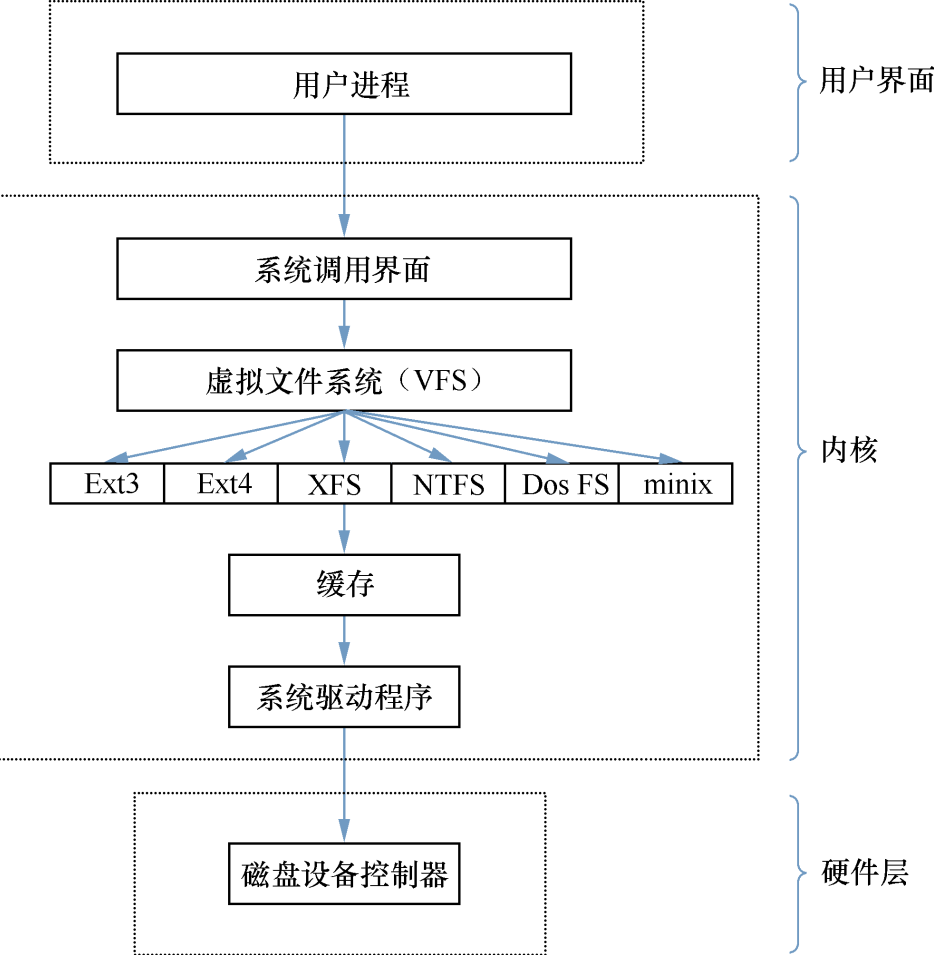 用户进程
用户界面
系统调用界面
虚拟文件系统（VFS）
内核
Ext3 Ext4 XFS NTFS Dos FS minix
缓存
系统驱动程序
磁盘设备控制器
硬件层